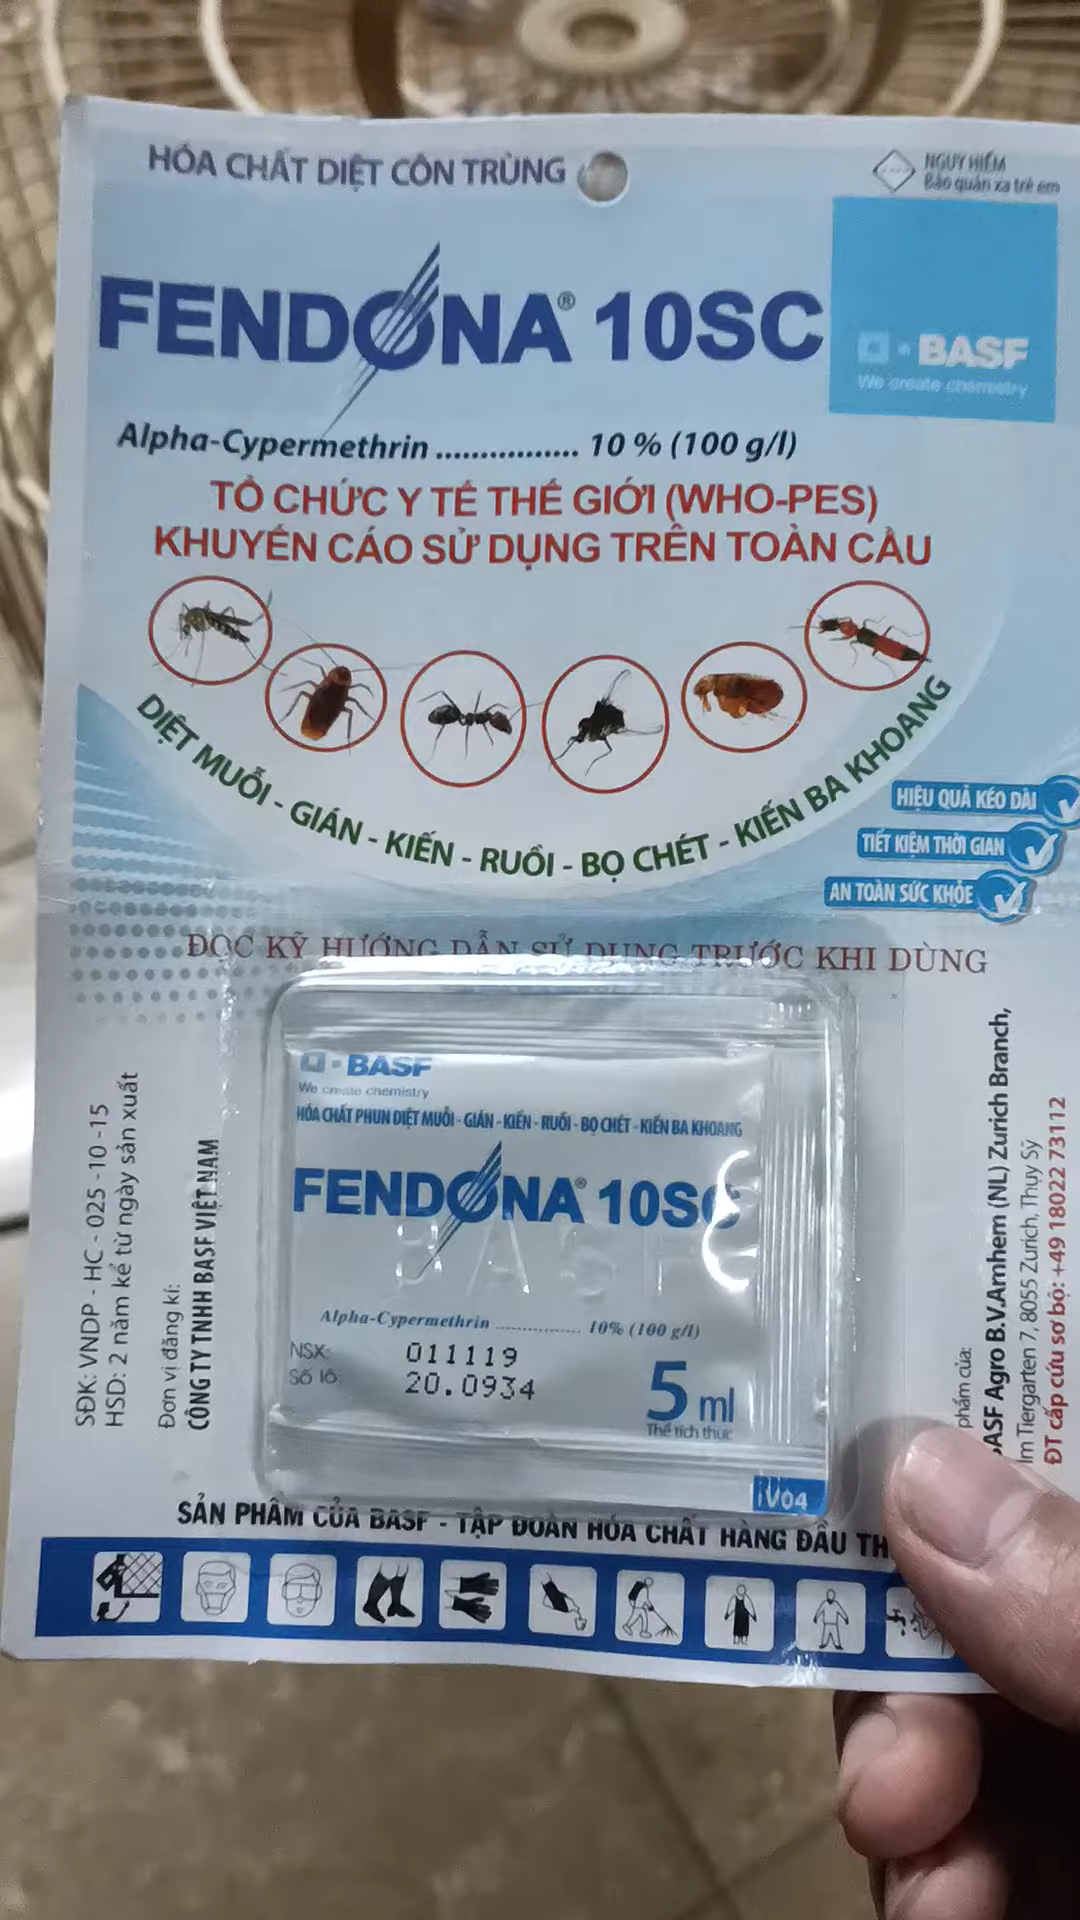 HÓA CHẤT DIỆT CÔN TRÙNG
NGUY HIỂM
Bảo quản xa trẻ em
FENDONA® 10SC
BASF
We create chemistry
Alpha-Cypermethrin ................ 10 % (100 g/l)
TỔ CHỨC Y TẾ THẾ GIỚI (WHO-PES)
KHUYẾN CÁO SỬ DỤNG TRÊN TOÀN CẦU
DIỆT MUỖI - GIÁN - KIẾN - RUỒI - BỌ CHÉT - KIẾN BA KHOANG
HIỆU QUẢ KÉO DÀI
TIẾT KIỆM THỜI GIAN
AN TOÀN SỨC KHỎE
ĐỌC KỸ HƯỚNG DẪN SỬ DỤNG TRƯỚC KHI DÙNG
SĐK: VNDP - HC - 025 -10 -15
HSD: 2 năm kể từ ngày sản xuất
Đơn vị đăng kí:
CÔNG TY TNHH BASF VIỆT NAM
BASF
We create chemistry
HÓA CHẤT PHUN DIỆT MUỖI - GIÁN - KIẾN - RUỒI - BỌ CHÉT - KIẾN BA KHOANG
FENDONA® 10SC
BASF
Alpha-Cypermethrin ................ 10% (100 g/l)
NSX: 011119
Số lô: 20.0934
5 ml
Thể tích thực
iV04
phẩm của:
BASF Agro B.V.Arnhem (NL) Zurich Branch,
Im Tiergarten 7, 8055 Zurich, Thụy Sỹ
ĐT cấp cứu sơ bộ: +49 18022 73112
SẢN PHẨM CỦA BASF - TẬP ĐOÀN HÓA CHẤT HÀNG ĐẦU TH